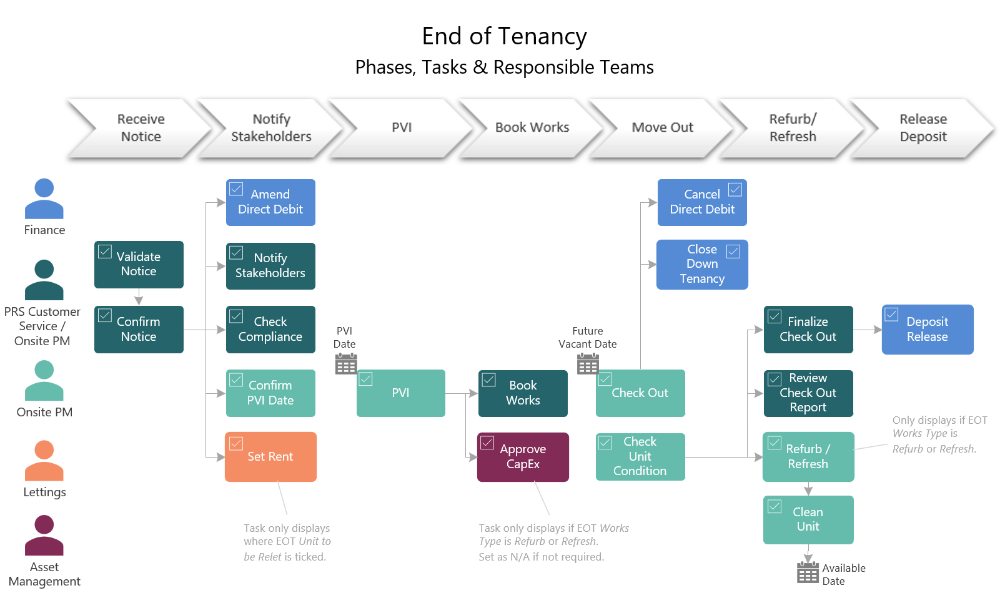 End of Tenancy
Phases, Tasks & Responsible Teams
Receive
Notice
Notify
Stakeholders
PVI
Book Works
Move Out
Refurb/
Refresh
Release
Deposit
Finance
PRS Customer
Service /
Onsite PM
Onsite PM
Lettings
Asset
Management
Validate
Notice
Confirm
Notice
Amend
Direct Debit
Notify
Stakeholders
Check
Compliance
Confirm
PVI Date
Set Rent
Task only displays
where EOT Unit to
be Relet is ticked.
PVI
Date
PVI
Book
Works
Approve
CapEx
Task only displays if EOT Works
Type is Refurb or Refresh.
Set as N/A if not required.
Future
Vacant Date
Cancel
Direct Debit
Close
Down
Tenancy
Check Out
Check
Unit
Condition
Finalize
Check Out
Review
Check Out
Report
Refurb /
Refresh
Clean
Unit
Available
Date
Deposit
Release
Only displays if EOT
Works Type is
Refurb or Refresh.